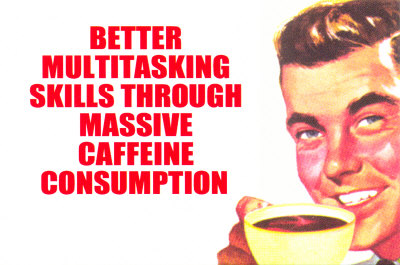 BETTER
MULTITASKING
SKILLS THROUGH
MASSIVE
CAFFEINE
CONSUMPTION